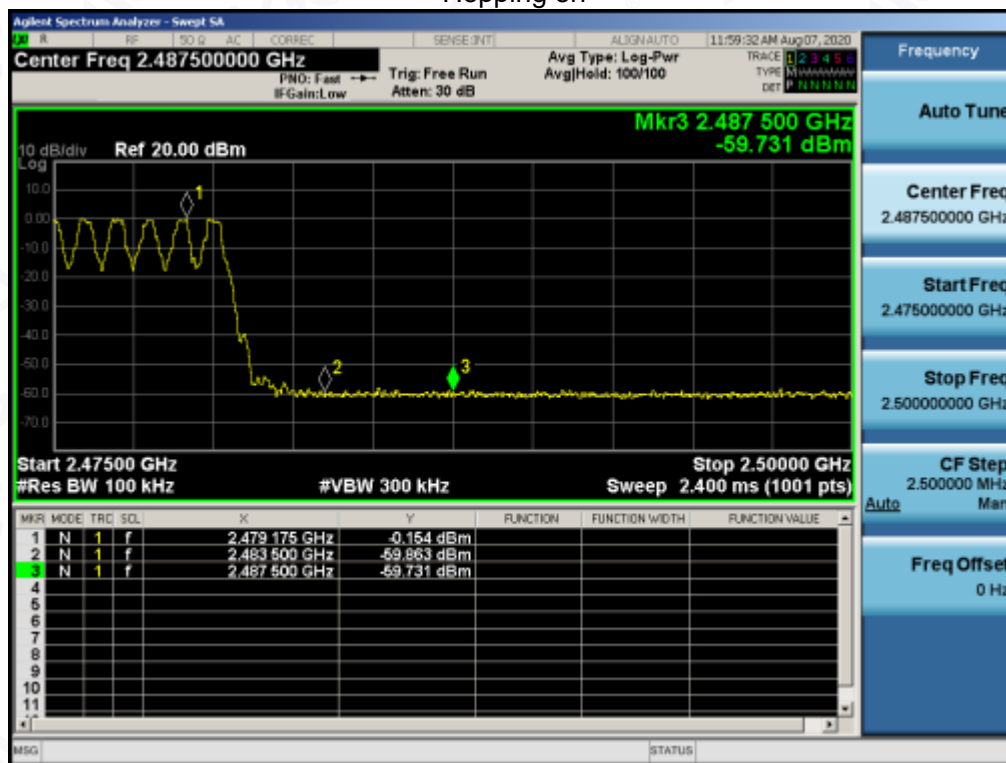 Hopping on
Agilent Spectrum Analyzer - Swept SA
R RF 50 Ω AC CORREC SENSE:INT ALIGNAUTO 11:59:32 AM Aug 07, 2020
Center Freq 2.487500000 GHz
PNO: Fast
IFGain:Low
Trig: Free Run
Atten: 30 dB
Avg Type: Log-Pwr
Avg|Hold: 100/100
TRACE 1 2 3 4 5 6
TYPE M
DET P N N N N N
Mkr3 2.487 500 GHz
-59.731 dBm
10 dB/div Ref 20.00 dBm
Log
10.0
0.00
-10.0
-20.0
-30.0
-40.0
-50.0
-60.0
-70.0
1
2
3
Start 2.47500 GHz Stop 2.50000 GHz
#Res BW 100 kHz #VBW 300 kHz Sweep 2.400 ms (1001 pts)
MKR MODE TRC SCL X Y FUNCTION FUNCTION WIDTH FUNCTION VALUE
1 N 1 f 2.479 175 GHz -0.154 dBm
2 N 1 f 2.483 500 GHz -59.863 dBm
3 N 1 f 2.487 500 GHz -59.731 dBm
4
5
6
7
8
9
10
11
MSG STATUS
Frequency
Auto Tune
Center Freq
2.487500000 GHz
Start Freq
2.475000000 GHz
Stop Freq
2.500000000 GHz
CF Step
2.500000 MHz
Auto Man
Freq Offset
0 Hz